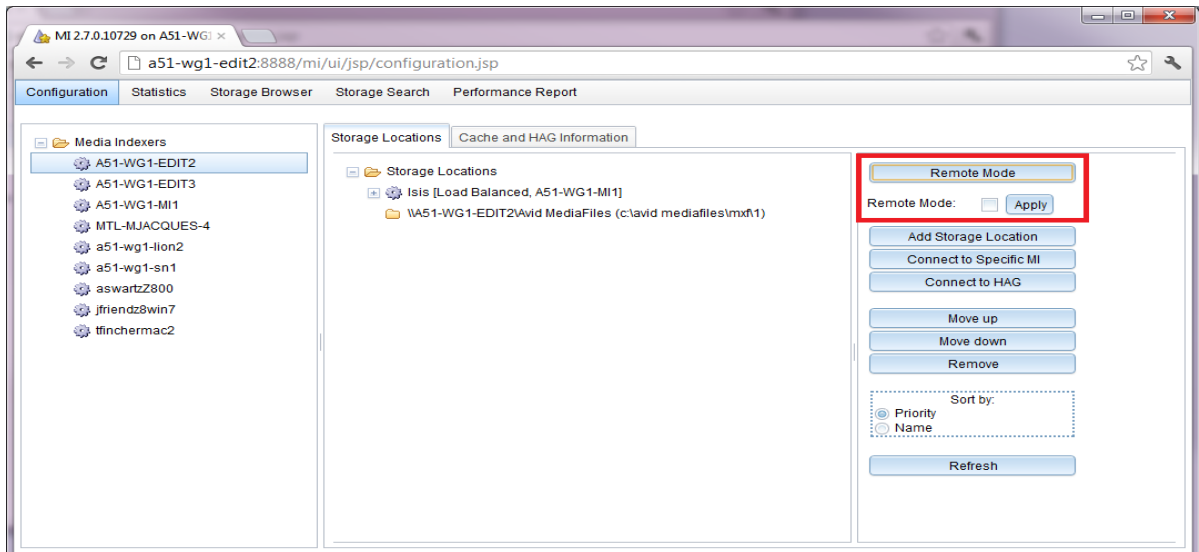 MI 2.7.0.10729 on A51-WG1
a51-wg1-edit2:8888/mi/ui/jsp/configuration.jsp
Configuration Statistics Storage Browser Storage Search Performance Report
Media Indexers
A51-WG1-EDIT2
A51-WG1-EDIT3
A51-WG1-MI1
MTL-MJACQUES-4
a51-wg1-lion2
a51-wg1-sn1
aswartzZ800
jfriendz8win7
tfinchermac2
Storage Locations Cache and HAG Information
Storage Locations
Isis [Load Balanced, A51-WG1-MI1]
\\A51-WG1-EDIT2\Avid MediaFiles (c:\avid mediafiles\mxf\1)
Remote Mode
Remote Mode: Apply
Add Storage Location
Connect to Specific MI
Connect to HAG
Move up
Move down
Remove
Sort by:
Priority
Name
Refresh